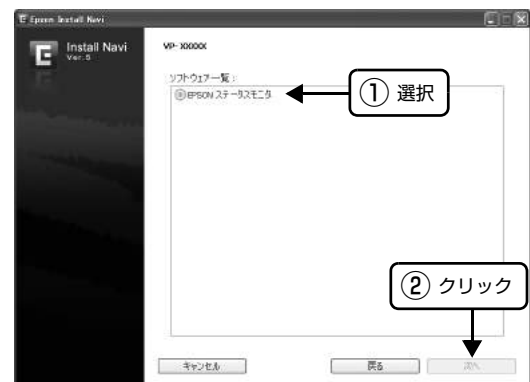 Epson Install Navi
Install Navi
Ver.5
VP-XXXXX
ソフトウェア一覧:
EPSON ステータスモニタ
① 選択
② クリック
キャンセル
戻る
次へ